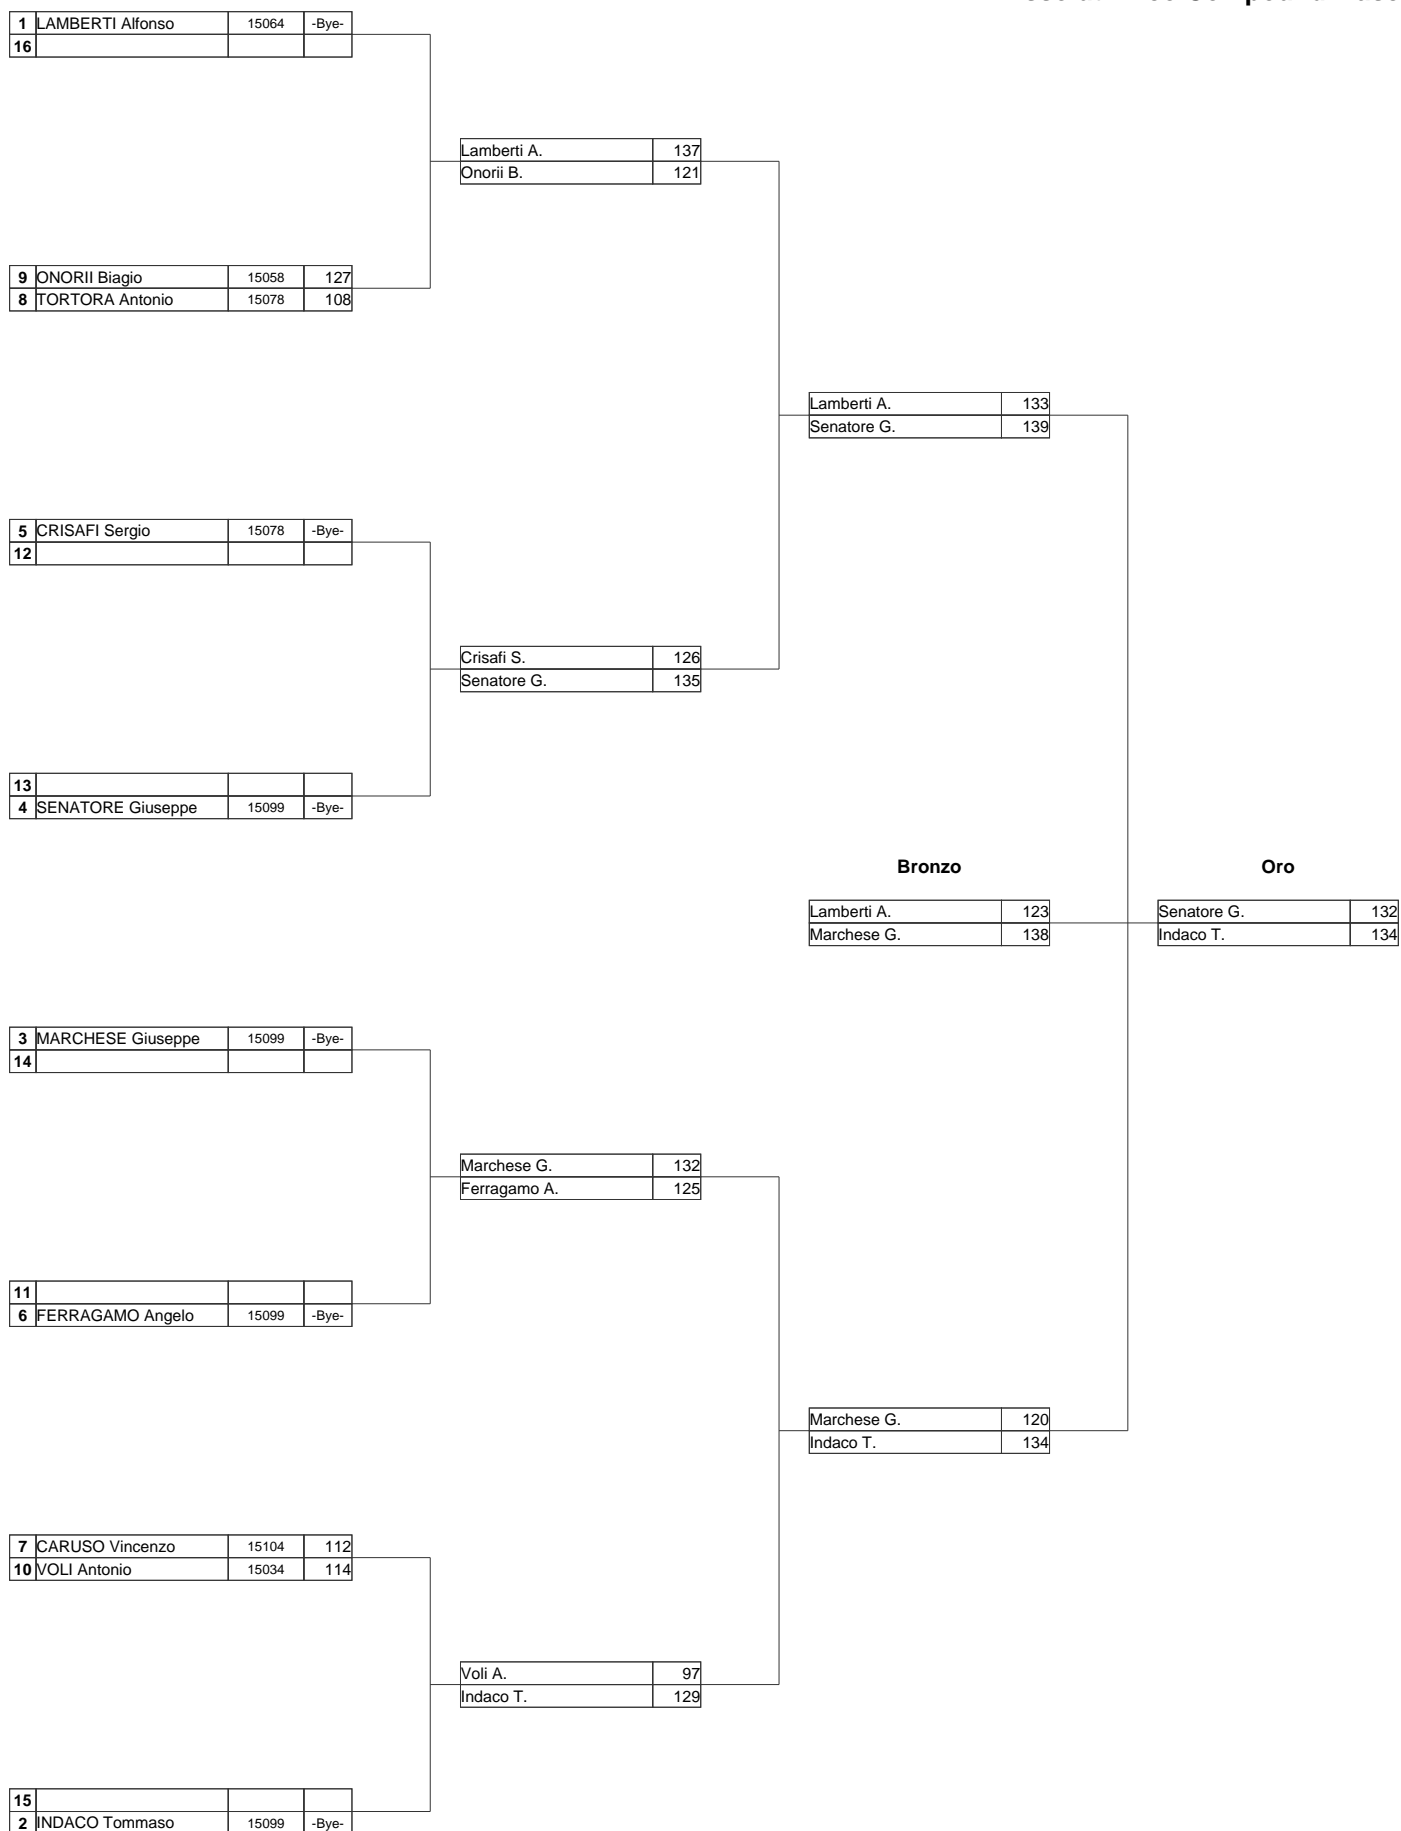 1 LAMBERTI Alfonso 15064 -Bye-
16
Lamberti A. 137
Onorii B. 121
9 ONORII Biagio 15058 127
8 TORTORA Antonio 15078 108
Lamberti A. 133
Senatore G. 139
5 CRISAFI Sergio 15078 -Bye-
12
Crisafi S. 126
Senatore G. 135
13
4 SENATORE Giuseppe 15099 -Bye-
Bronzo Oro
Lamberti A. 123 Senatore G. 132
Marchese G. 138 Indaco T. 134
3 MARCHESE Giuseppe 15099 -Bye-
14
Marchese G. 132
Ferragamo A. 125
11
6 FERRAGAMO Angelo 15099 -Bye-
Marchese G. 120
Indaco T. 134
7 CARUSO Vincenzo 15104 112
10 VOLI Antonio 15034 114
Voli A. 97
Indaco T. 129
15
2 INDACO Tommaso 15099 -Bye-